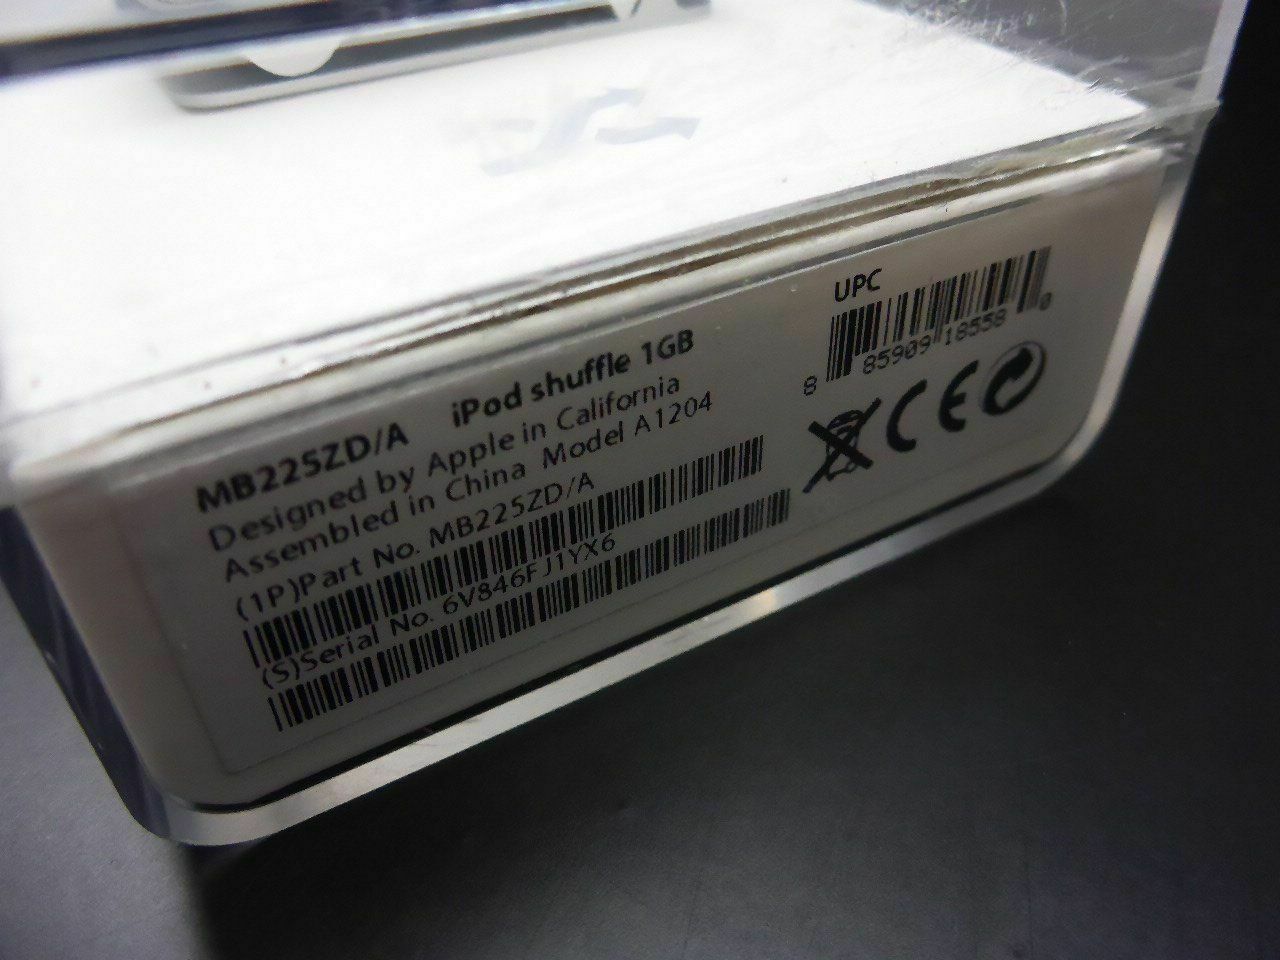 MB225ZD/A iPod shuffle 1GB
Designed by Apple in California
Assembled in China Model A1204
(1P)Part No. MB225ZD/A
(S)Serial No. 6V846FJ1YX6
UPC
8 85909 18558 0
CE